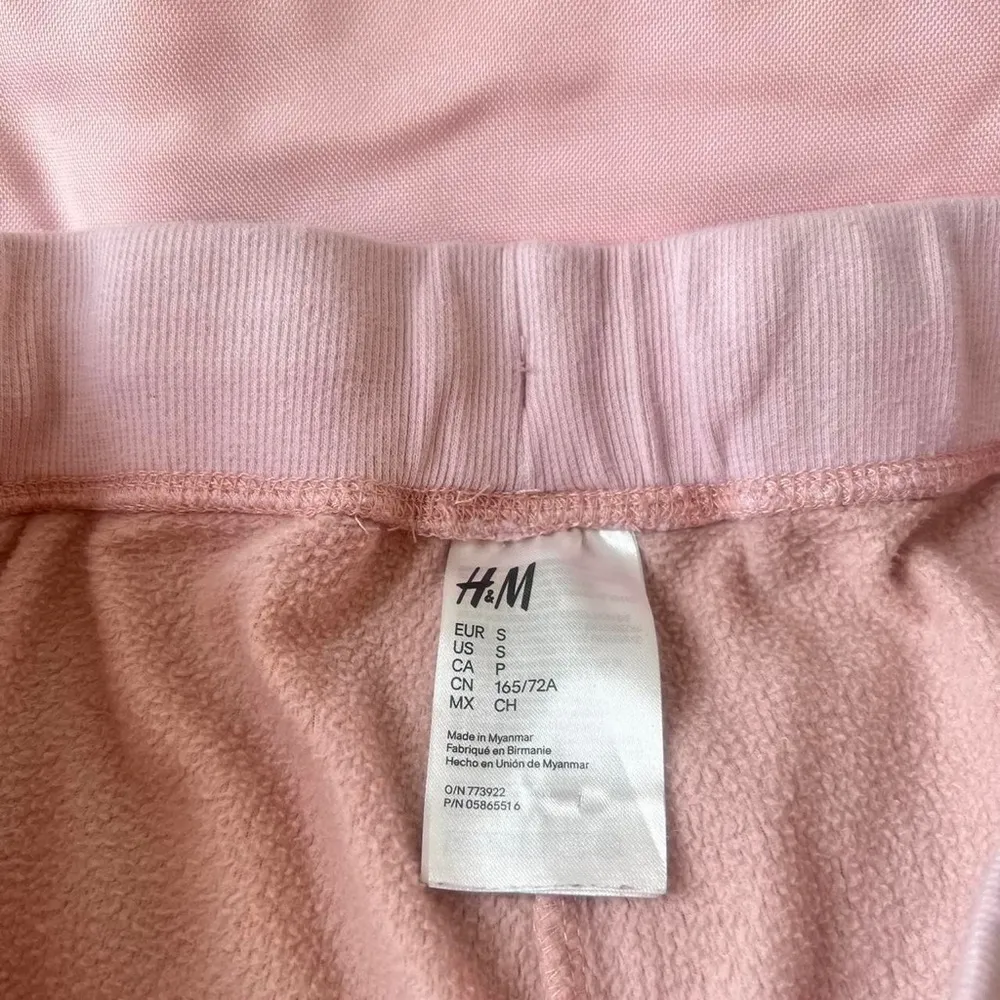 H&M
EUR S
US S
CA P
CN 165/72A
MX CH
Made in Myanmar
Fabriqué en Birmanie
Hecho en Unión de Myanmar
O/N 773922
P/N 05865516